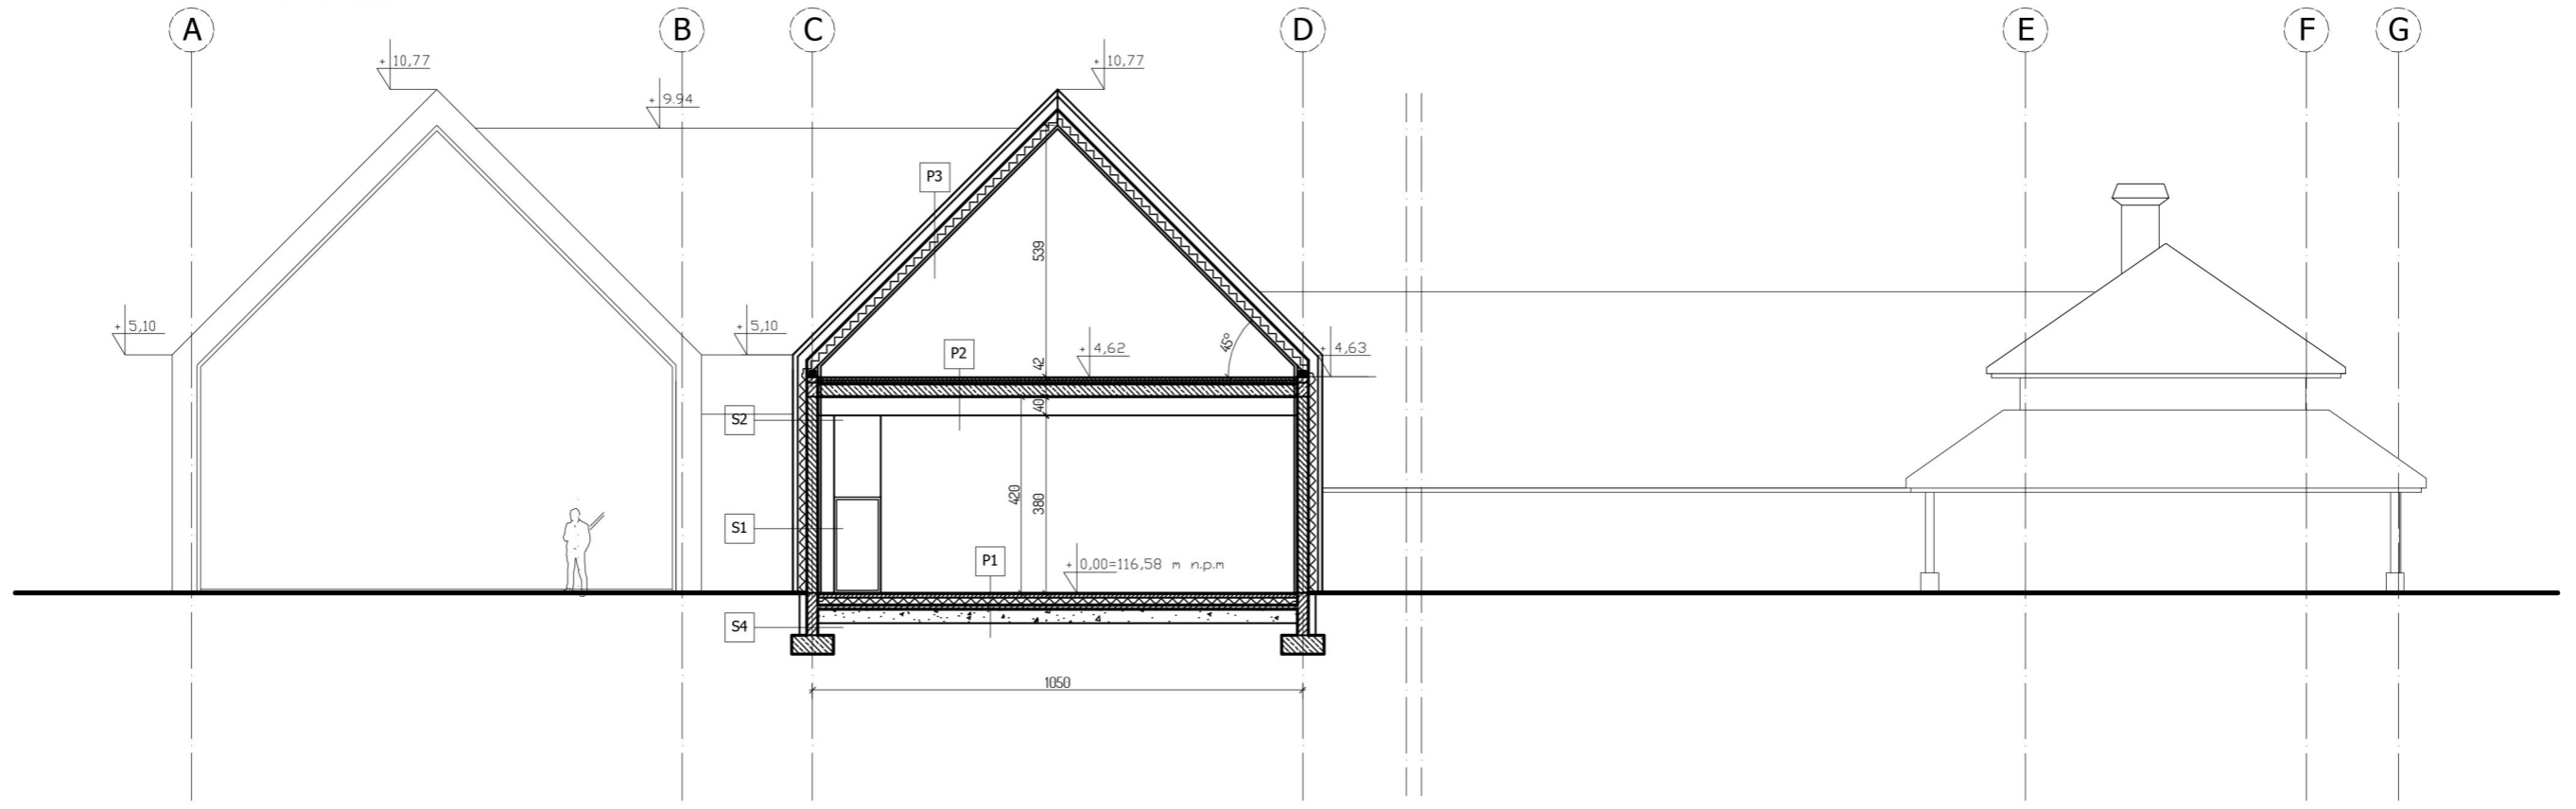 A B C D E F G
+ 10,77
+ 10,77
+ 9.94
P3
539
45°
+ 5,10
+ 5,10
P2
42
+ 4,62
+ 4,63
40
S2
420
380
S1
P1
+ 0,00=116,58 m n.p.m
S4
1050